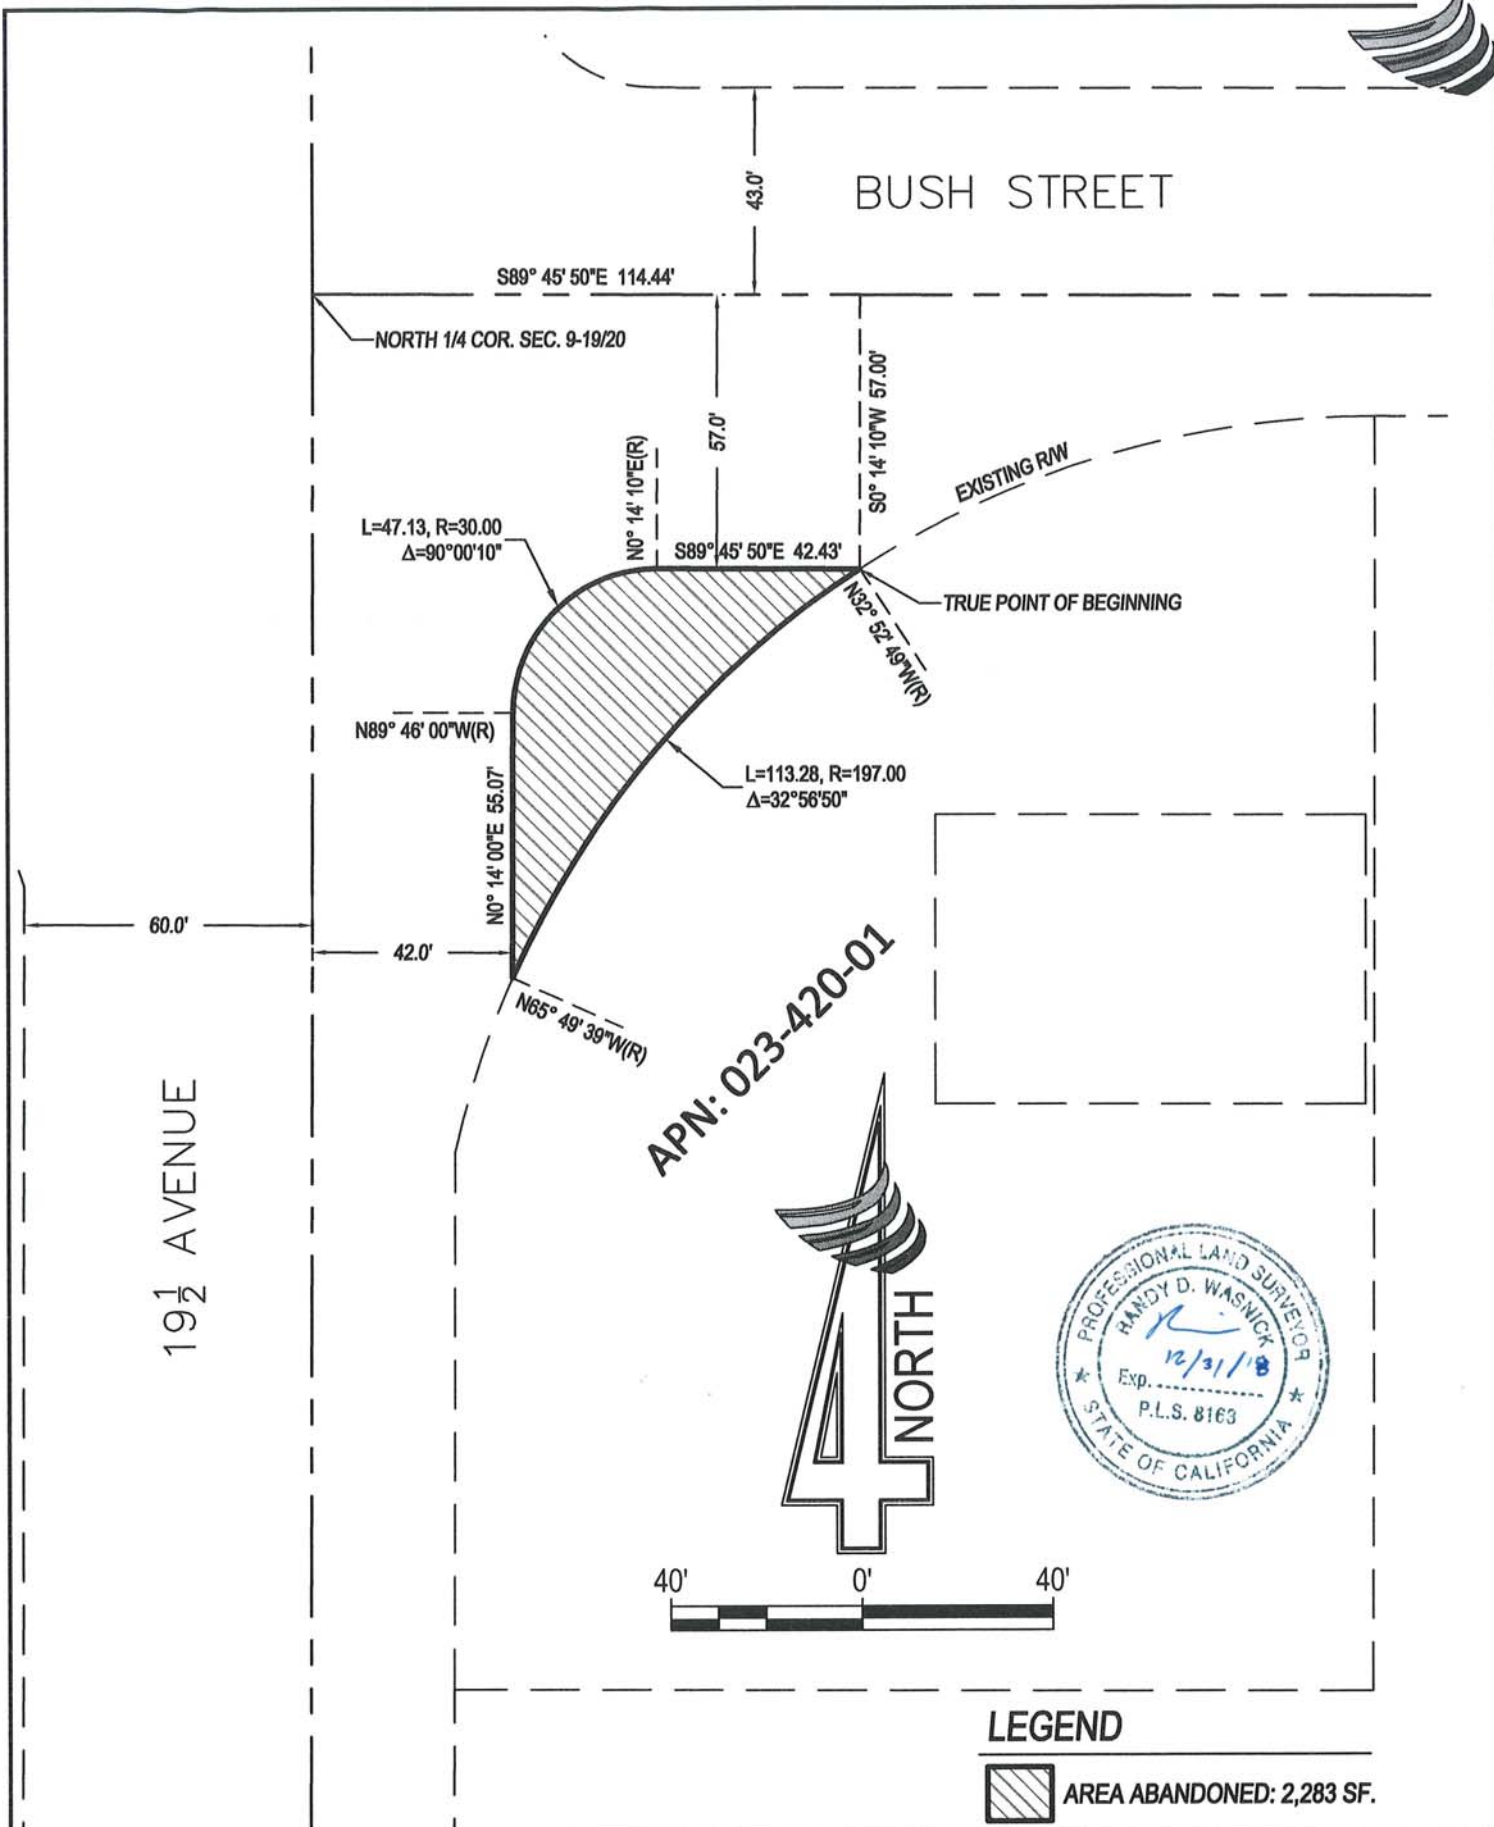 43.0'
BUSH STREET
S89° 45' 50"E 114.44'
NORTH 1/4 COR. SEC. 9-19/20
57.0'
S0° 14' 10"W 57.00'
N0° 14' 10"E(R)
EXISTING R/W
L=47.13, R=30.00
Δ=90°00'10"
S89° 45' 50"E 42.43'
TRUE POINT OF BEGINNING
N32° 52' 49"W(R)
N89° 46' 00"W(R)
L=113.28, R=197.00
Δ=32°56'50"
N0° 14' 00"E 55.07'
60.0'
42.0'
N65° 49' 39"W(R)
APN: 023-420-01
19 1/2 AVENUE
NORTH
PROFESSIONAL LAND SURVEYOR
RANDY D. WASNICK
12/31/18
Exp.
P.L.S. 8163
STATE OF CALIFORNIA
40' 0' 40'
LEGEND
AREA ABANDONED: 2,283 SF.